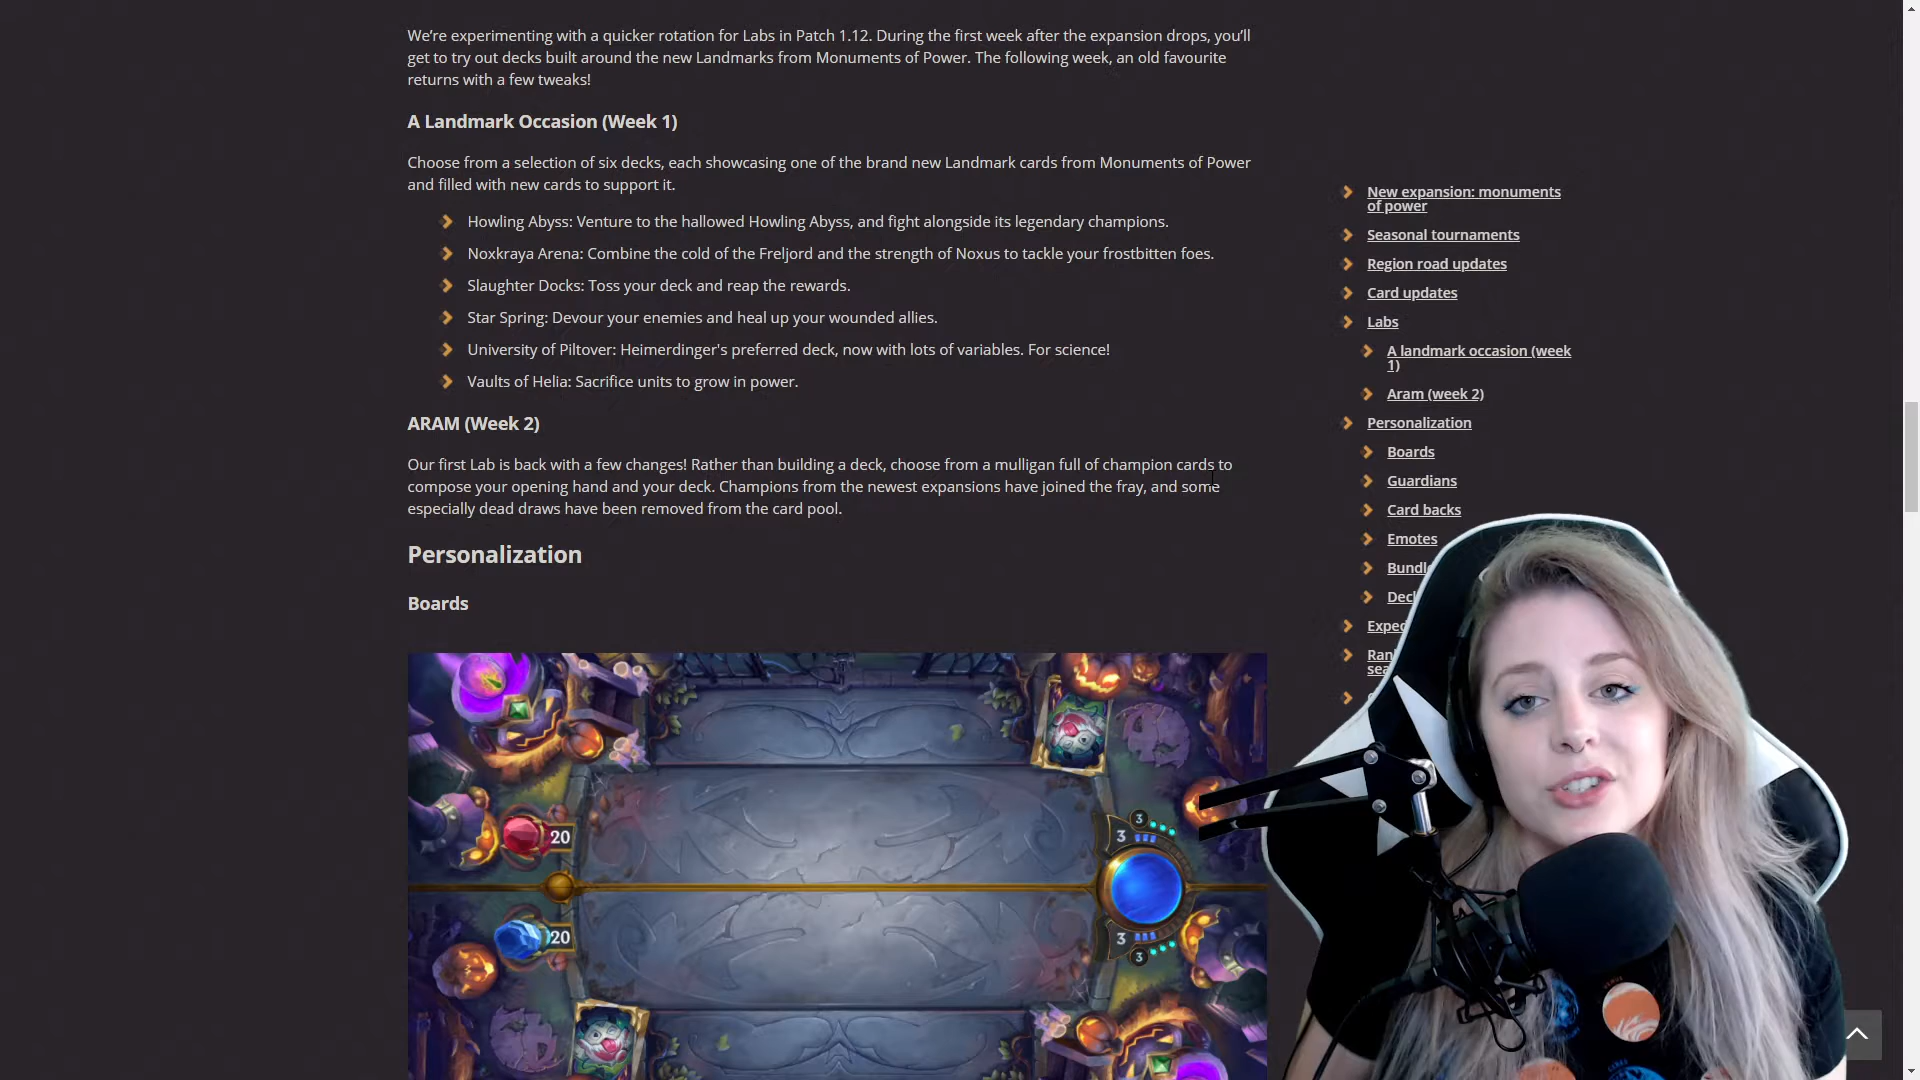 We're experimenting with a quicker rotation for Labs in Patch 1.12. During the first week after the expansion drops, you'll
get to try out decks built around the new Landmarks from Monuments of Power. The following week, an old favourite
returns with a few tweaks!
A Landmark Occasion (Week 1)
Choose from a selection of six decks, each showcasing one of the brand new Landmark cards from Monuments of Power
and filled with new cards to support it.
Howling Abyss: Venture to the hallowed Howling Abyss, and fight alongside its legendary champions.
Noxkraya Arena: Combine the cold of the Freljord and the strength of Noxus to tackle your frostbitten foes.
Slaughter Docks: Toss your deck and reap the rewards.
Star Spring: Devour your enemies and heal up your wounded allies.
University of Piltover: Heimerdinger's preferred deck, now with lots of variables. For science!
Vaults of Helia: Sacrifice units to grow in power.
ARAM (Week 2)
Our first Lab is back with a few changes! Rather than building a deck, choose from a mulligan full of champion cards to
compose your opening hand and your deck. Champions from the newest expansions have joined the fray, and some
especially dead draws have been removed from the card pool.
Personalization
Boards
20
3
3
20
3
3
New expansion: monuments
of power
Seasonal tournaments
Region road updates
Card updates
Labs
A landmark occasion (week
1)
Aram (week 2)
Personalization
Boards
Guardians
Card backs
Emotes